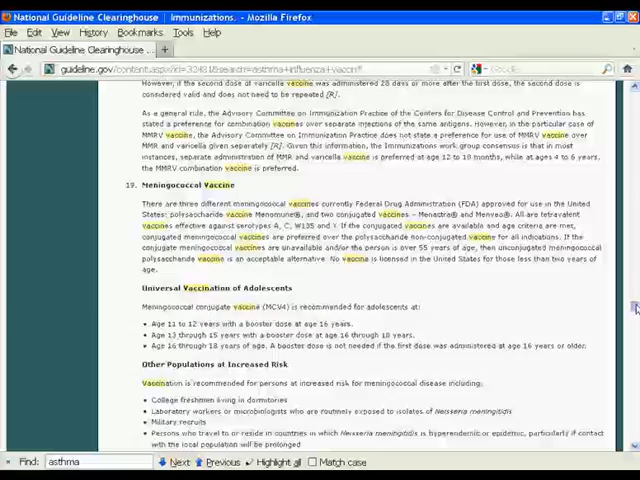 National Guideline Clearinghouse | Immunizations. - Mozilla Firefox
File Edit View History Bookmarks Tools Help
National Guideline Clearinghouse ...
Google
However, if the second dose of varicella vaccine was administered 28 days or more after the first dose, the second dose is
considered valid and does not need to be repeated [R].
As a general rule, the Advisory Committee on Immunization Practice of the Centers for Disease Control and Prevention has
stated a preference for combination vaccines over separate injections of the same antigens. However, in the particular case of
MMRV vaccine, the Advisory Committee on Immunization Practice does not state a preference for use of MMRV vaccine over
MMR and varicella given separately [R]. Given this information, the Immunizations work group consensus is that in most
instances, separate administration of MMR and varicella vaccine is preferred at age 12 to 18 months, while at ages 4 to 6 years,
the MMRV combination vaccine is preferred.
19. Meningococcal Vaccine
There are three different meningococcal vaccines currently Federal Drug Administration (FDA) approved for use in the United
States: polysaccharide vaccine Menomune®, and two conjugated vaccines – Menactra® and Menveo®. All are tetravalent
vaccines effective against serotypes A, C, W135 and Y. If the conjugated vaccines are available and age criteria are met,
conjugated meningococcal vaccines are preferred over the polysaccharide non-conjugated vaccine for all indications. If the
conjugate meningococcal vaccines are unavailable and/or the person is over 55 years of age, then unconjugated meningococcal
polysaccharide vaccine is an acceptable alternative. No vaccine is licensed in the United States for those less than two years of
age.
Universal Vaccination of Adolescents
Meningococcal conjugate vaccine (MCV4) is recommended for adolescents at:
• Age 11 to 12 years with a booster dose at age 16 years.
• Age 13 through 15 years with a booster dose at age 16 through 18 years.
• Age 16 through 18 years of age. A booster dose is not needed if the first dose was administered at age 16 years or older.
Other Populations at Increased Risk
Vaccination is recommended for persons at increased risk for meningococcal disease including:
• College freshmen living in dormitories
• Laboratory workers or microbiologists who are routinely exposed to isolates of Neisseria meningitidis
• Military recruits
• Persons who travel to or reside in countries in which Neisseria meningitidis is hyperendemic or epidemic, particularly if contact
with the local population will be prolonged
Find: asthma Next Previous Highlight all Match case